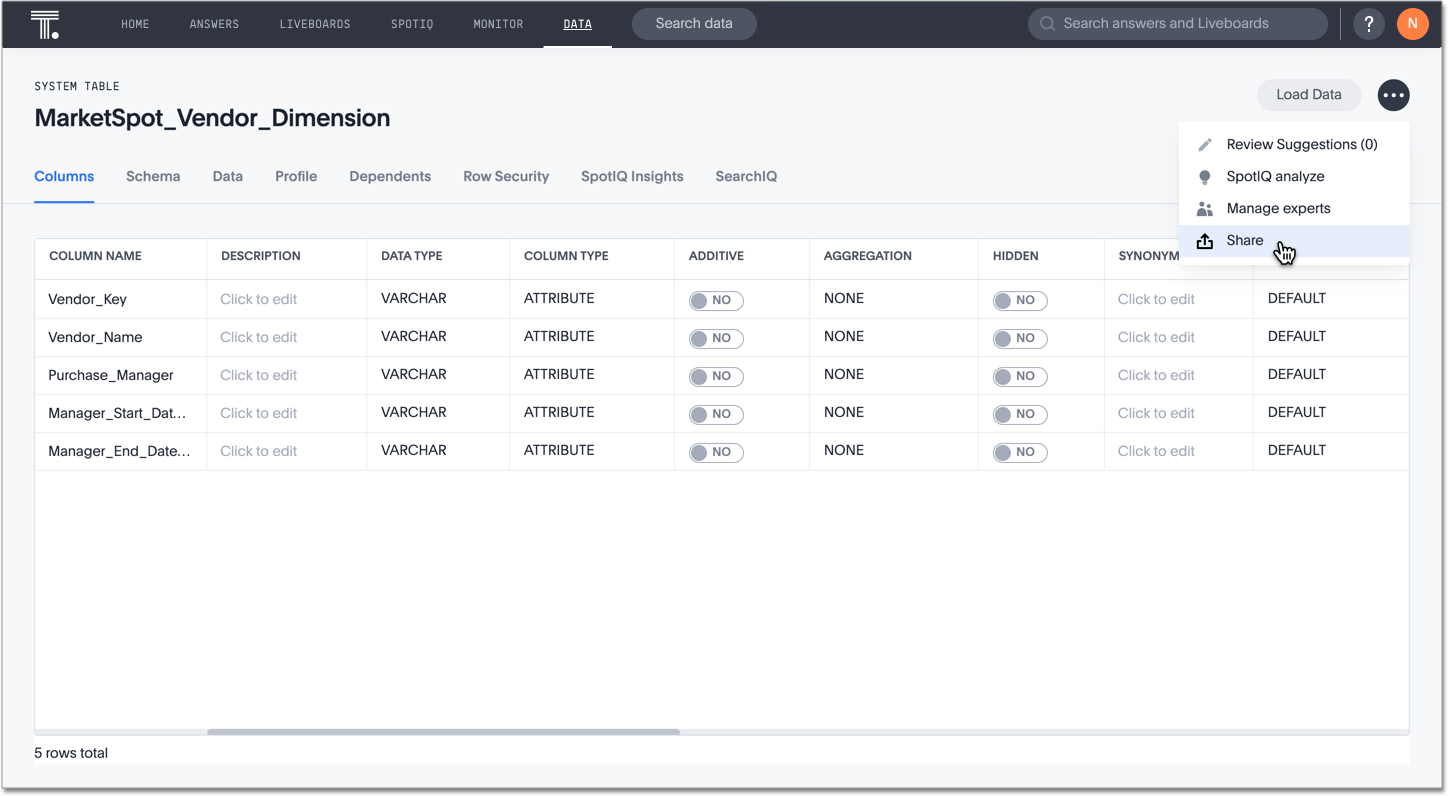 HOME ANSWERS LIVEBOARDS SPOTIQ MONITOR DATA Search data Search answers and Liveboards ? N
SYSTEM TABLE
MarketSpot_Vendor_Dimension
Load Data
Review Suggestions (0)
SpotIQ analyze
Manage experts
Share
Columns Schema Data Profile Dependents Row Security SpotIQ Insights SearchIQ
COLUMN NAME DESCRIPTION DATA TYPE COLUMN TYPE ADDITIVE AGGREGATION HIDDEN SYNONYM
Vendor_Key Click to edit VARCHAR ATTRIBUTE NO NONE NO Click to edit DEFAULT
Vendor_Name Click to edit VARCHAR ATTRIBUTE NO NONE NO Click to edit DEFAULT
Purchase_Manager Click to edit VARCHAR ATTRIBUTE NO NONE NO Click to edit DEFAULT
Manager_Start_Dat... Click to edit VARCHAR ATTRIBUTE NO NONE NO Click to edit DEFAULT
Manager_End_Date... Click to edit VARCHAR ATTRIBUTE NO NONE NO Click to edit DEFAULT
5 rows total